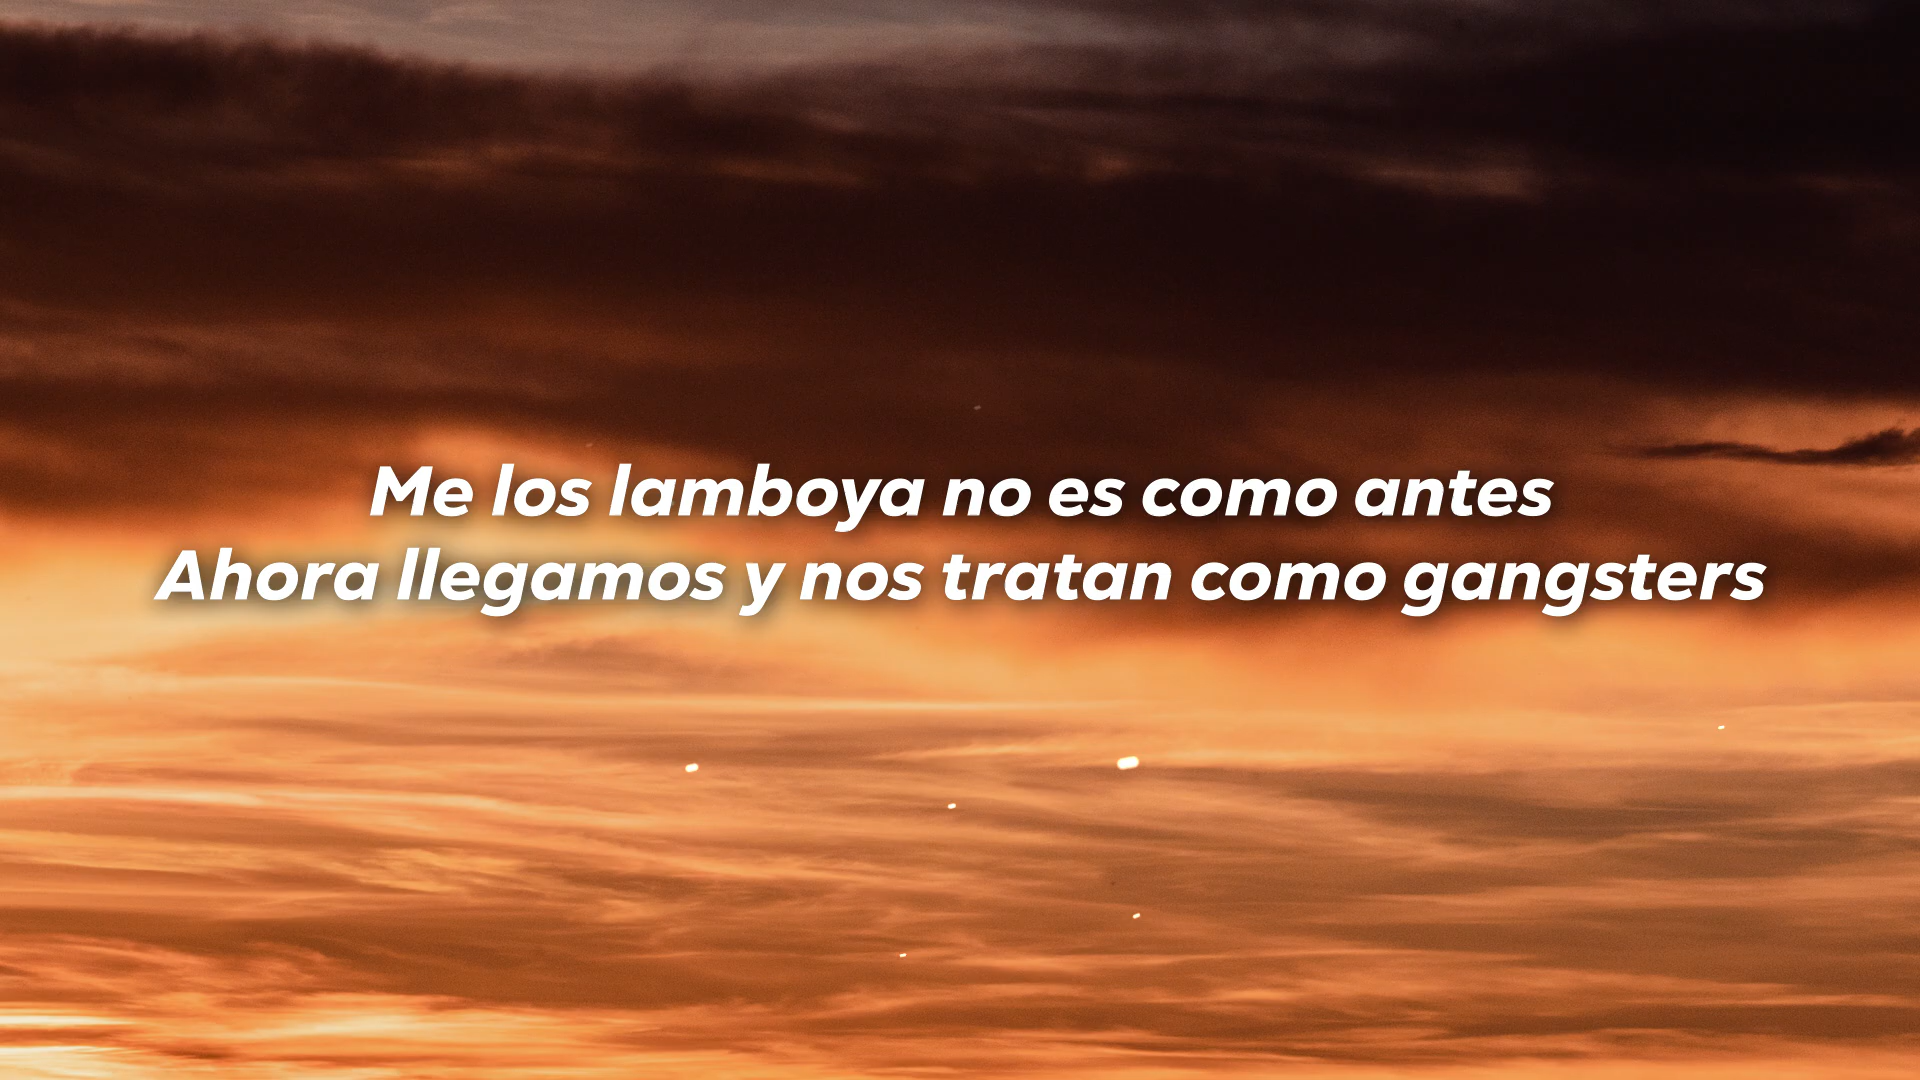 Me los lamboya no es como antes
Ahora llegamos y nos tratan como gangsters